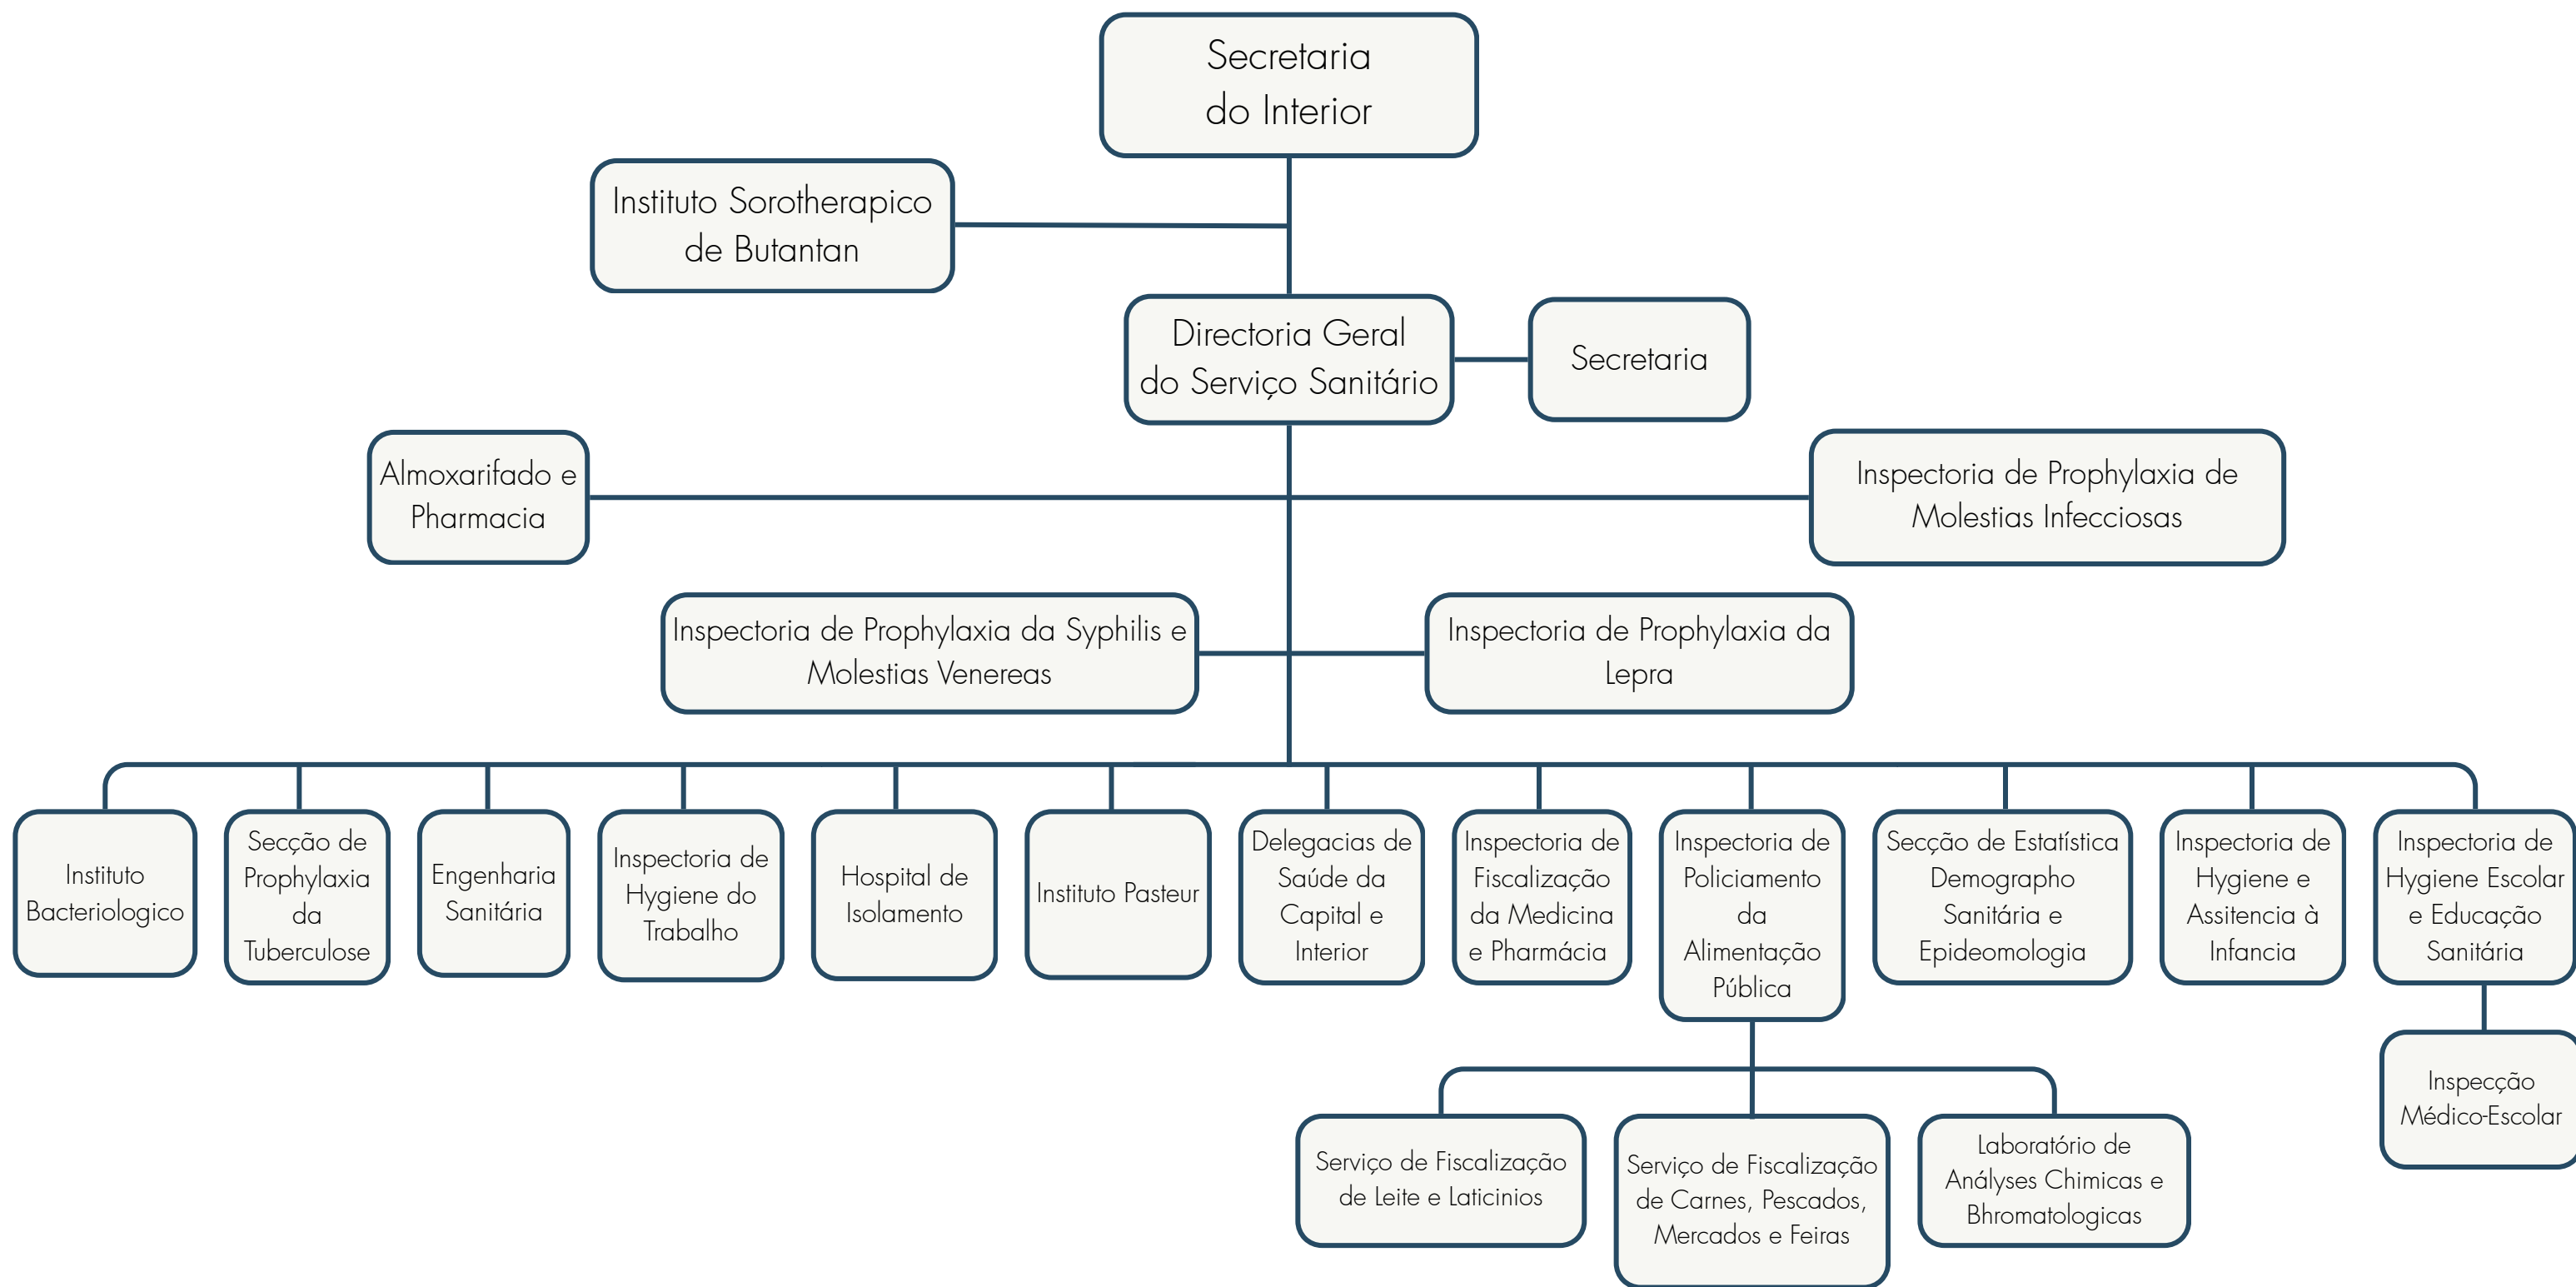 Secretaria
do Interior
Instituto Sorotherapico
de Butantan
Directoria Geral
do Serviço Sanitário
Secretaria
Almoxarifado e
Pharmacia
Inspectoria de Prophylaxia de
Molestias Infecciosas
Inspectoria de Prophylaxia da Syphilis e
Molestias Venereas
Inspectoria de Prophylaxia da
Lepra
Instituto
Bacteriologico
Secção de
Prophylaxia
da
Tuberculose
Engenharia
Sanitária
Inspectoria de
Hygiene do
Trabalho
Hospital de
Isolamento
Instituto Pasteur
Delegacias de
Saúde da
Capital e
Interior
Inspectoria de
Fiscalização
da Medicina
e Pharmácia
Inspectoria de
Policiamento
da
Alimentação
Pública
Secção de Estatística
Demographo
Sanitária e
Epideomologia
Inspectoria de
Hygiene e
Assitencia à
Infancia
Inspectoria de
Hygiene Escolar
e Educação
Sanitária
Inspecção
Médico-Escolar
Serviço de Fiscalização
de Leite e Laticinios
Serviço de Fiscalização
de Carnes, Pescados,
Mercados e Feiras
Laboratório de
Anályses Chimicas e
Bhromatologicas